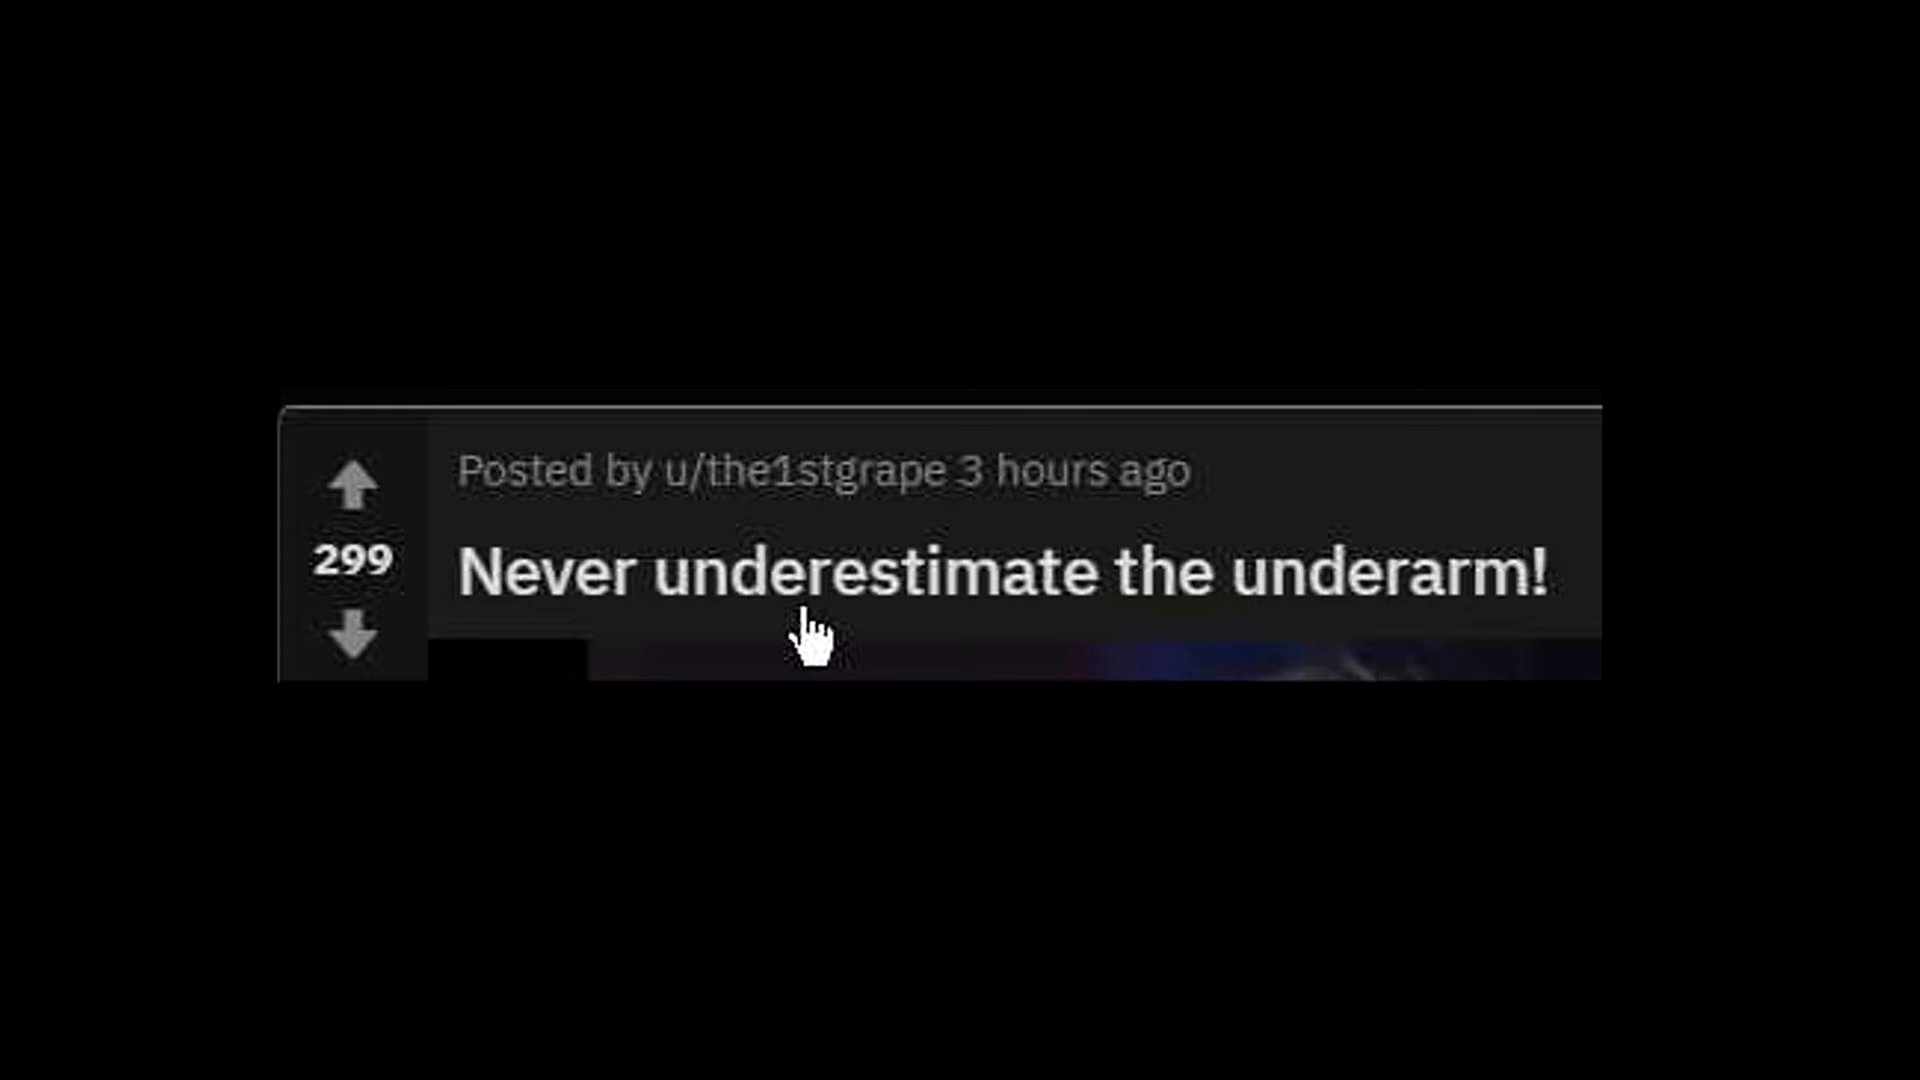 Posted by u/the1stgrape 3 hours ago
299
Never underestimate the underarm!